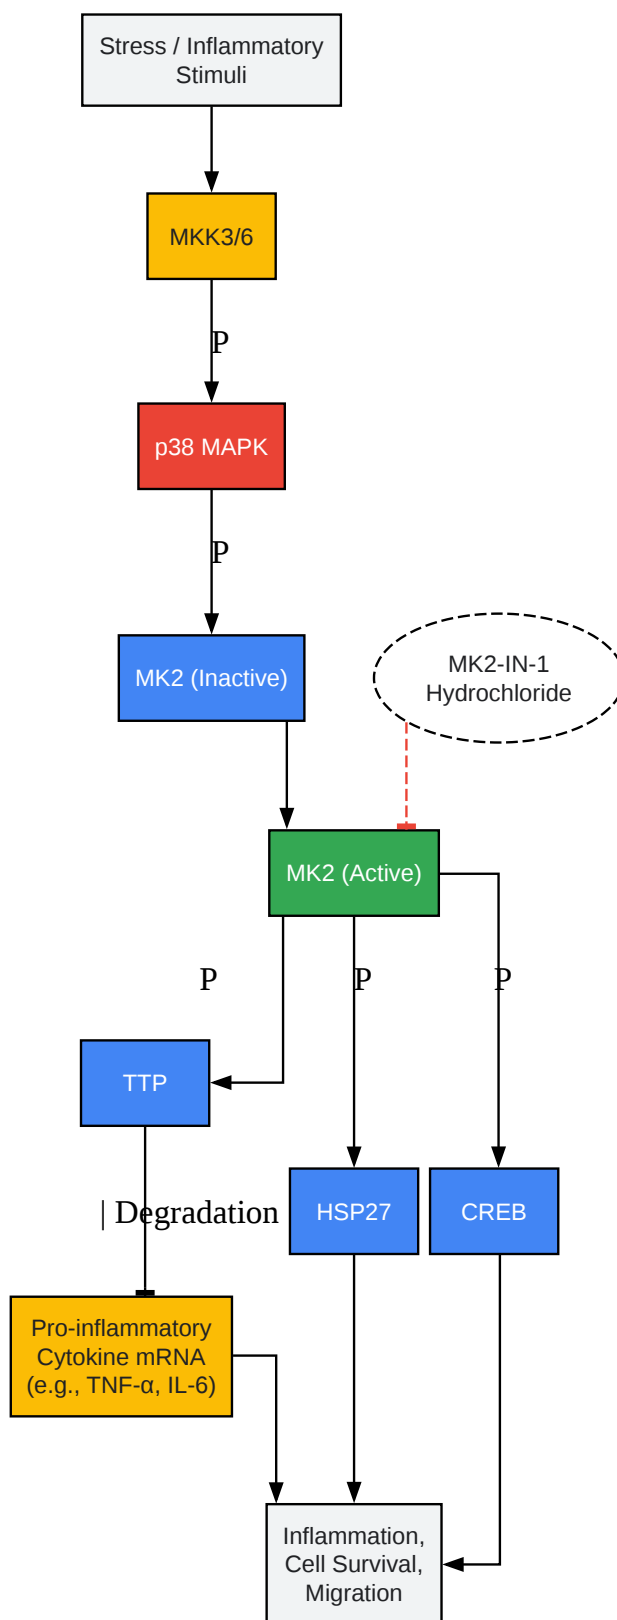 Stress / Inflammatory
Stimuli
MKK3/6
P
p38 MAPK
P
MK2 (Inactive)
MK2-IN-1
Hydrochloride
MK2 (Active)
P
P
P
TTP
| Degradation
HSP27
CREB
Pro-inflammatory
Cytokine mRNA
(e.g., TNF-α, IL-6)
Inflammation,
Cell Survival,
Migration